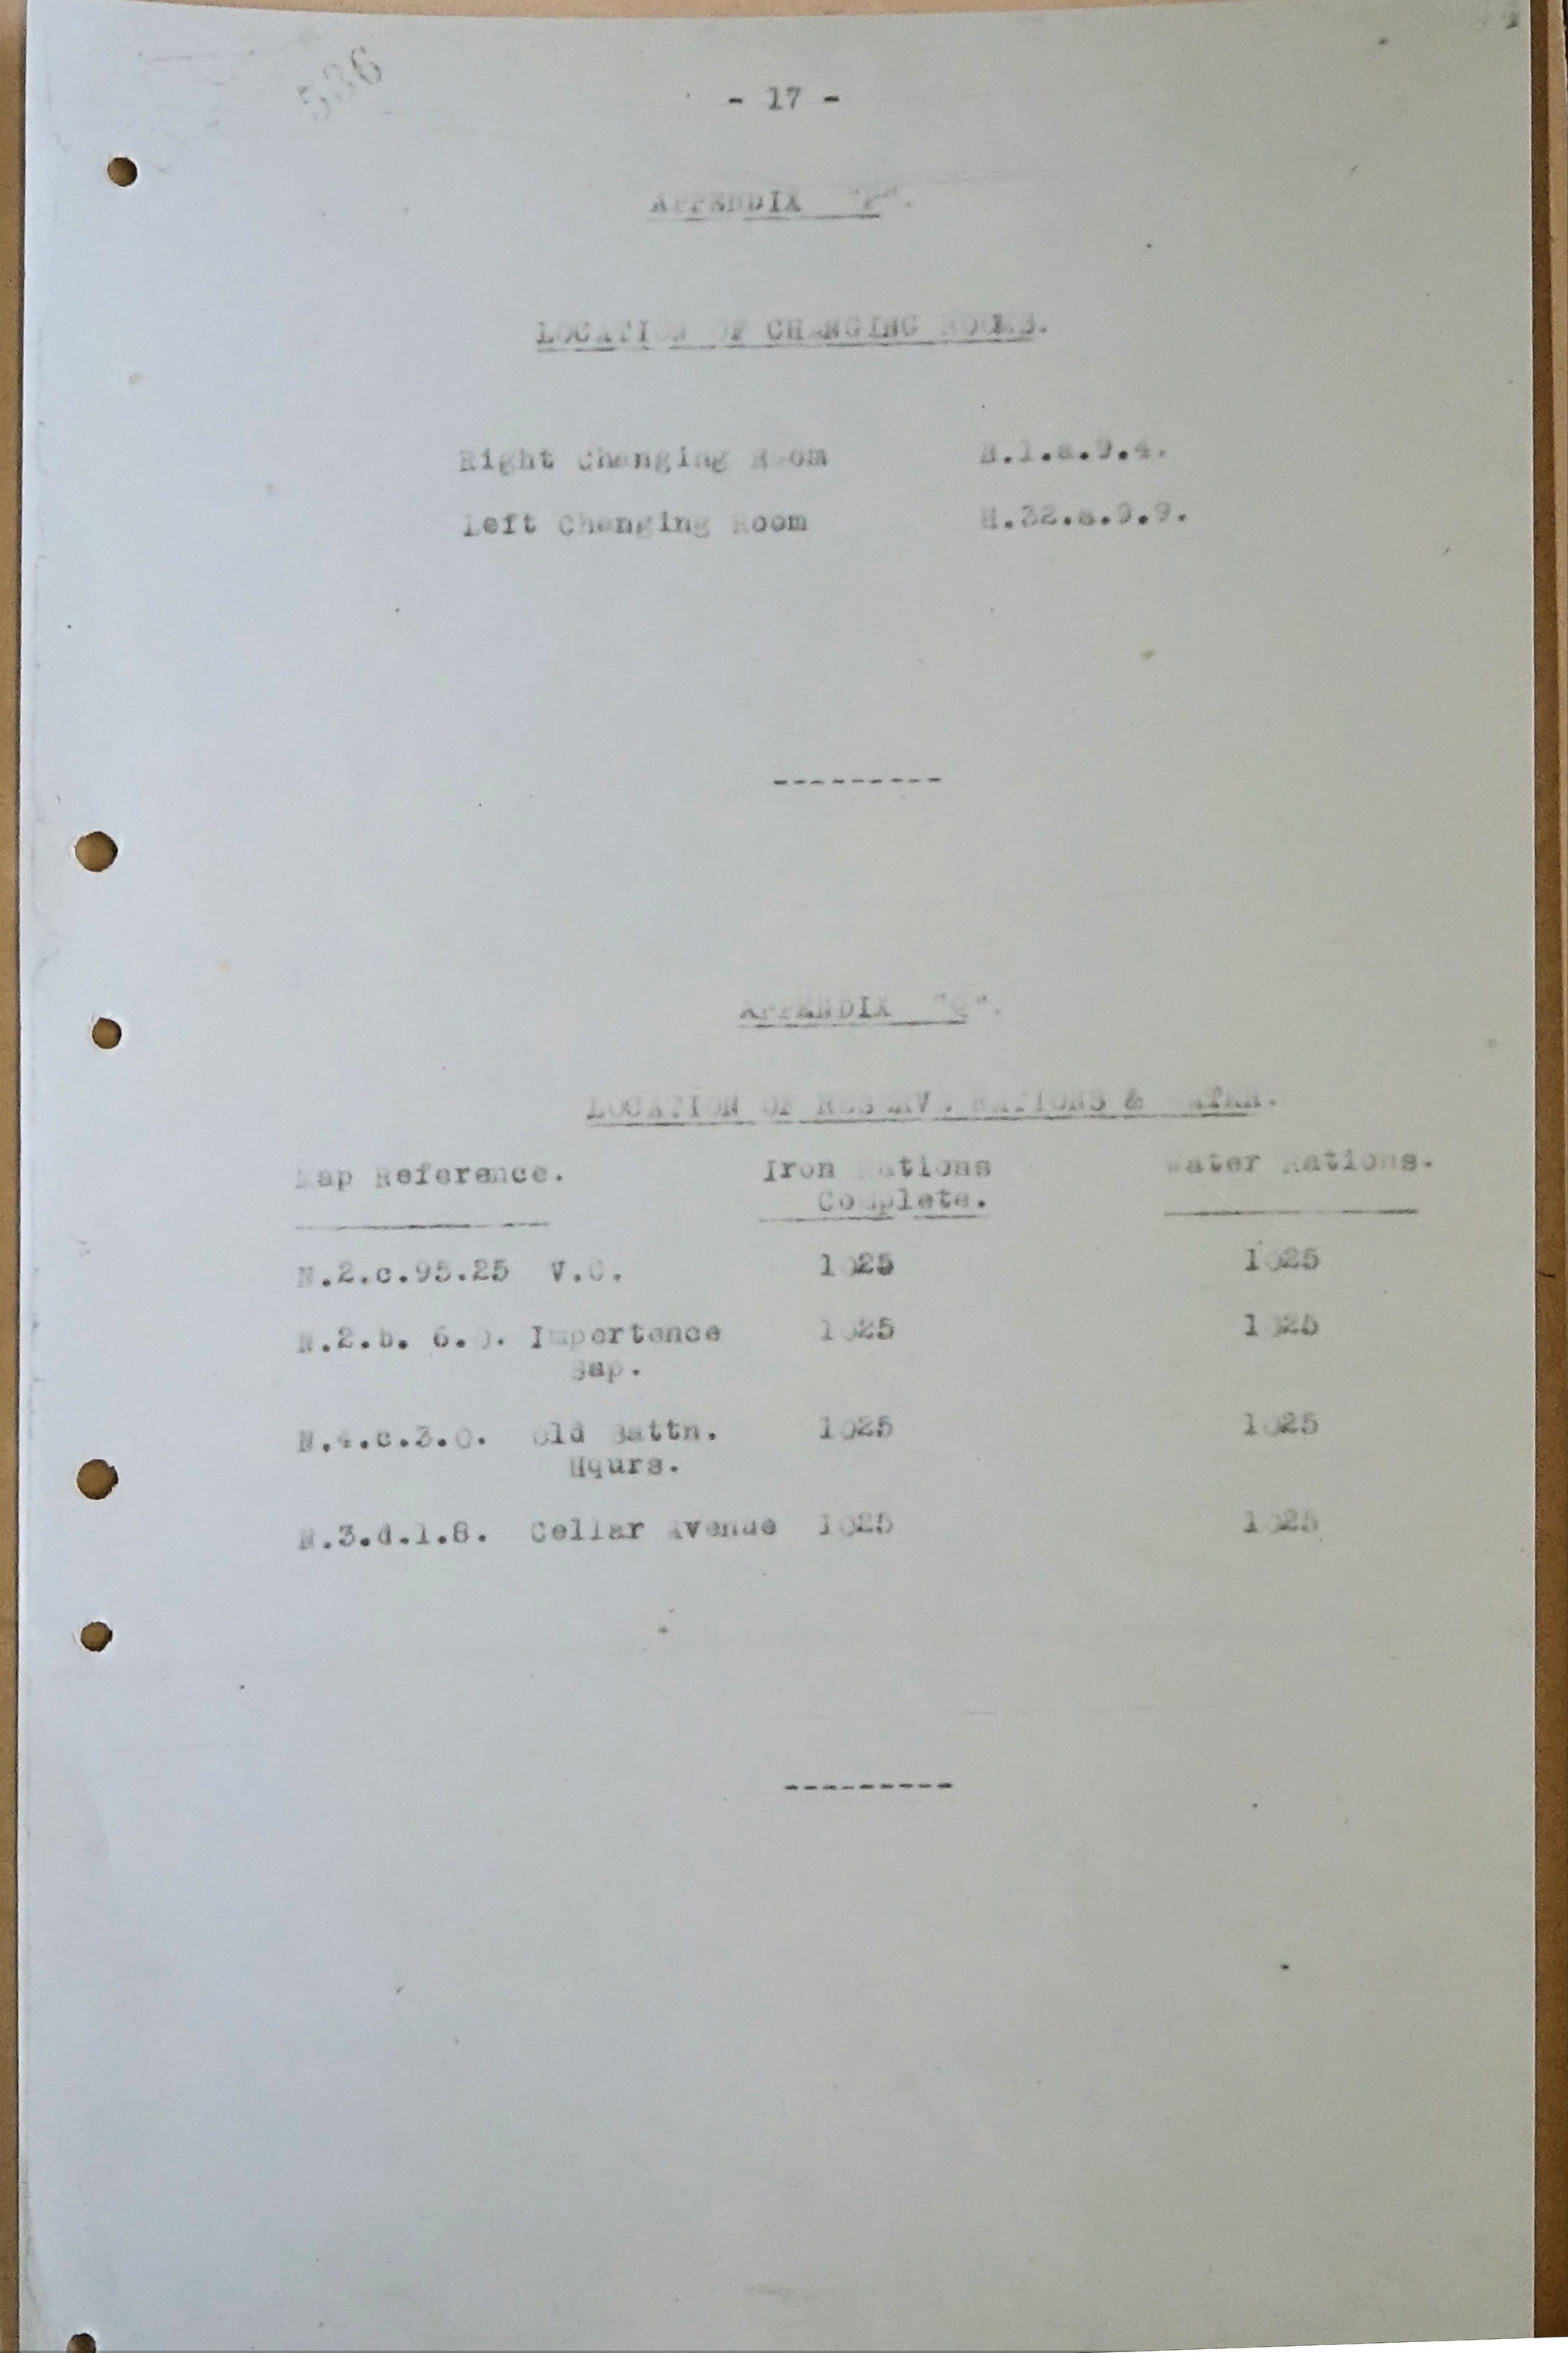 536
- 17 -
APPENDIX "P".
LOCATION OF CHANGING ROOMS.
Right Changing Room N.1.a.9.4.
Left Changing Room H.32.a.9.9.
---------
APPENDIX "Q".
LOCATION OF RESERVE RATIONS & WATER.
Map Reference. Iron Rations Water Rations.
Complete.
N.2.c.95.25 V.C. 1025 1025
N.2.b. 6.0. Importance 1025 1025
Sap.
N.4.c.3.0. Old Battn. 1025 1025
Hqurs.
N.3.d.1.8. Cellar Avenue 1025 1025
---------